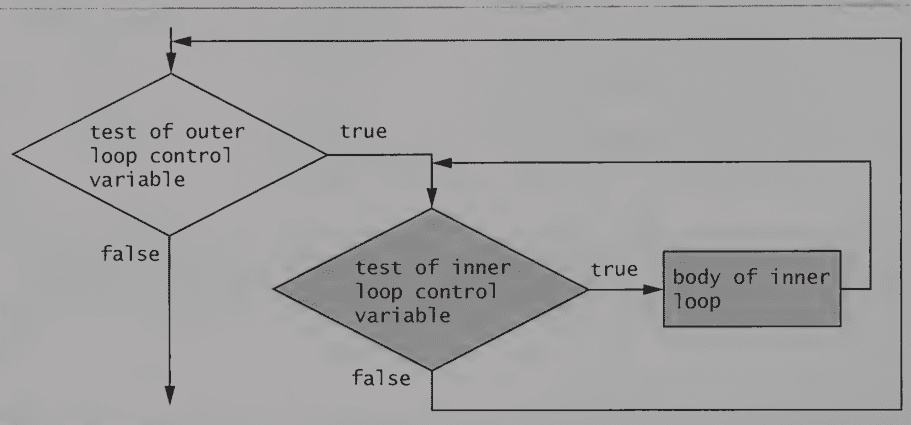 test of outer
loop control
variable
true
false
test of inner
loop control
variable
true
body of inner
loop
false